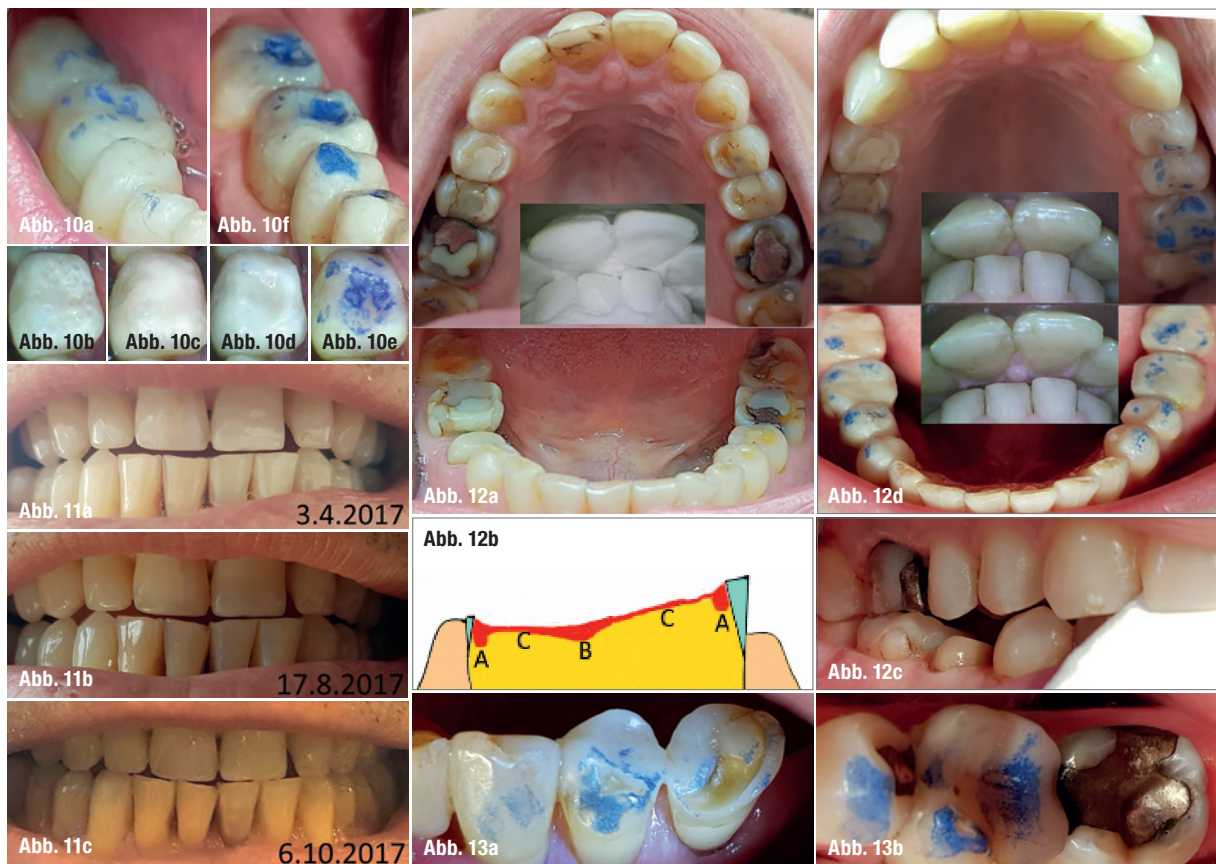 Abb. 10a
Abb. 10f
Abb. 10b
Abb. 10c
Abb. 10d
Abb. 10e
Abb. 11a
3.4.2017
Abb. 11b
17.8.2017
Abb. 11c
6.10.2017
Abb. 12a
Abb. 12b
A
C
B
C
A
Abb. 13a
Abb. 12d
Abb. 12c
Abb. 13b